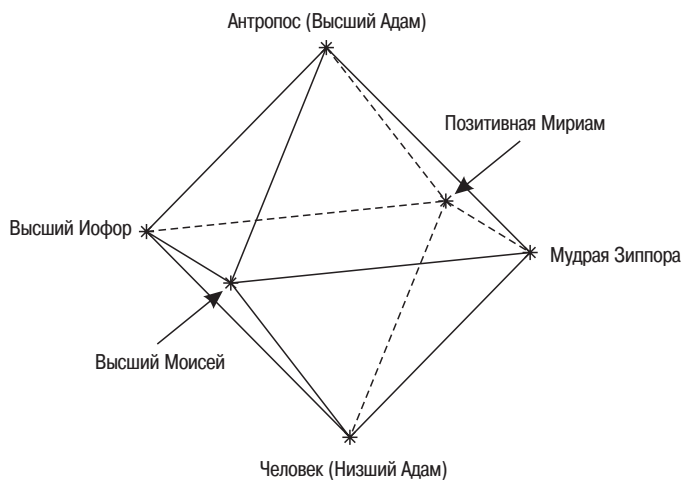 Антропос (Высший Адам)
Позитивная Мириам
Высший Иофор
Мудрая Зиппора
Высший Моисей
Человек (Низший Адам)